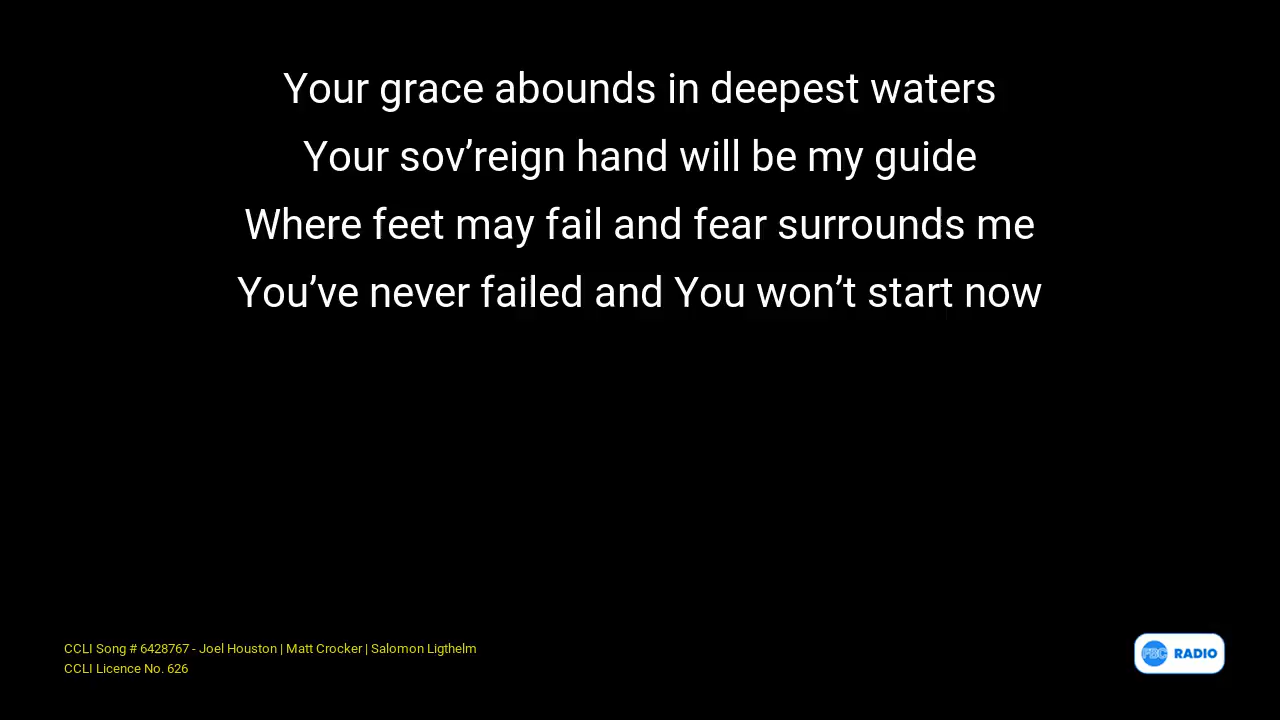 Your grace abounds in deepest waters
Your sov’reign hand will be my guide
Where feet may fail and fear surrounds me
You’ve never failed and You won’t start now
CCLI Song # 6428767 - Joel Houston | Matt Crocker | Salomon Ligthelm
CCLI Licence No. 626
FBC RADIO